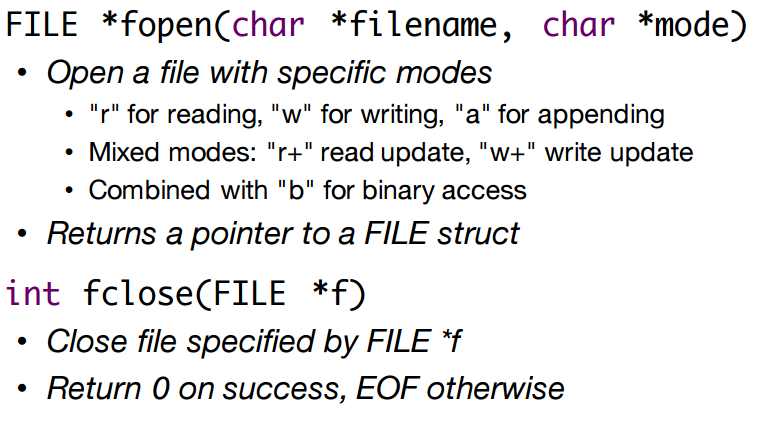 FILE *fopen(char *filename, char *mode)
• Open a file with specific modes
• "r" for reading, "w" for writing, "a" for appending
• Mixed modes: "r+" read update, "w+" write update
• Combined with "b" for binary access
• Returns a pointer to a FILE struct
int fclose(FILE *f)
• Close file specified by FILE *f
• Return 0 on success, EOF otherwise